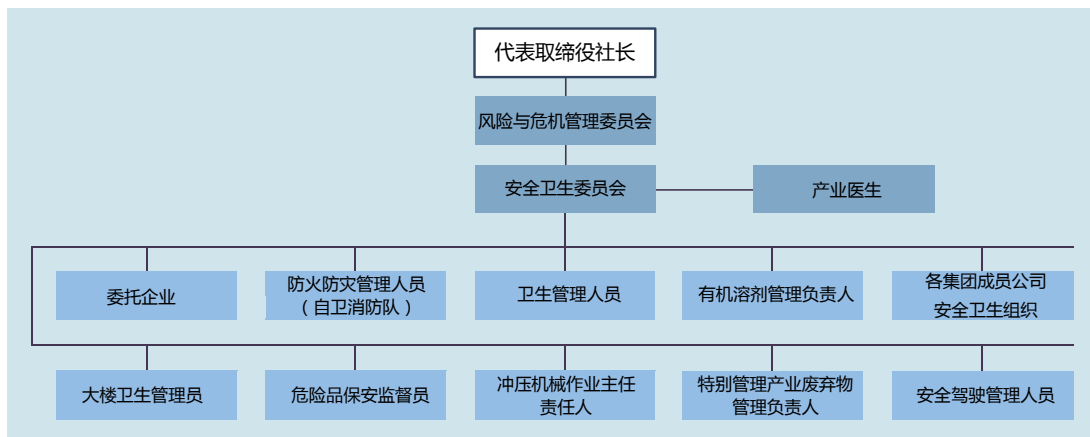 代表取缔役社长
风险与危机管理委员会
安全卫生委员会
产业医生
委托企业
防火防灾管理人员
（自卫消防队）
卫生管理人员
有机溶剂管理负责人
各集团成员公司
安全卫生组织
大楼卫生管理员
危险品保安监督员
冲压机械作业主任
责任人
特别管理产业废弃物
管理负责人
安全驾驶管理人员